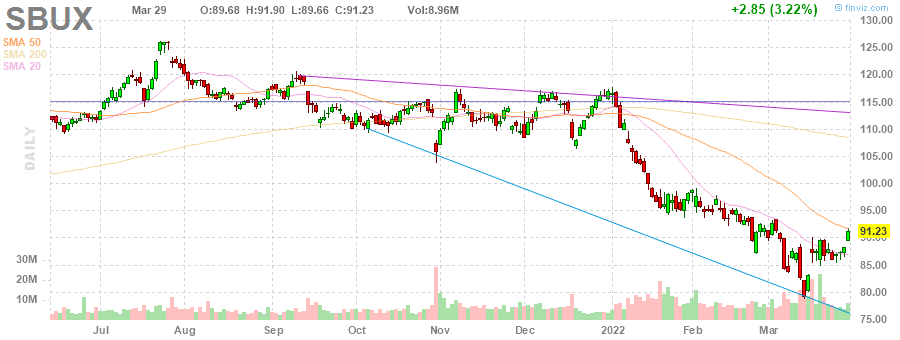 SBUX
Mar 29
O:89.68 H:91.90 L:89.66 C:91.23
Vol:8.96M
+2.85 (3.22%)
© finviz.com
SMA 50
SMA 200
SMA 20
DAILY
130.00
125.00
120.00
115.00
110.00
105.00
100.00
95.00
91.23
90.00
85.00
80.00
75.00
30M
20M
10M
Jul Aug Sep Oct Nov Dec 2022 Feb Mar